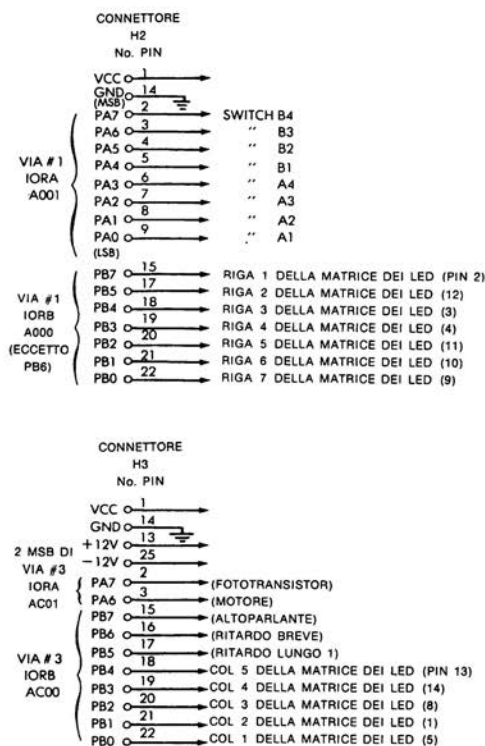 CONNETTORE
H2
No. PIN
VCC 1
GND 14
(MSB)
PA7 2 SWITCH B4
PA6 3 " B3
PA5 4 " B2
PA4 5 " B1
PA3 6 " A4
PA2 7 " A3
PA1 8 " A2
PA0 9 " A1
(LSB)
VIA #1
IORA
A001
PB7 15 RIGA 1 DELLA MATRICE DEI LED (PIN 2)
PB5 17 RIGA 2 DELLA MATRICE DEI LED (12)
PB4 18 RIGA 3 DELLA MATRICE DEI LED (3)
PB3 19 RIGA 4 DELLA MATRICE DEI LED (4)
PB2 20 RIGA 5 DELLA MATRICE DEI LED (11)
PB1 21 RIGA 6 DELLA MATRICE DEI LED (10)
PB0 22 RIGA 7 DELLA MATRICE DEI LED (9)
VIA #1
IORB
A000
(ECCETTO
PB6)
CONNETTORE
H3
No. PIN
VCC 1
GND 14
+12V 13
−12V 25
PA7 2 (FOTOTRANSISTOR)
PA6 3 (MOTORE)
2 MSB DI
VIA #3
IORA
AC01
PB7 15 (ALTOPARLANTE)
PB6 16 (RITARDO BREVE)
PB5 17 (RITARDO LUNGO 1)
PB4 18 COL 5 DELLA MATRICE DEI LED (PIN 13)
PB3 19 COL 4 DELLA MATRICE DEI LED (14)
PB2 20 COL 3 DELLA MATRICE DEI LED (8)
PB1 21 COL 2 DELLA MATRICE DEI LED (1)
PB0 22 COL 1 DELLA MATRICE DEI LED (5)
VIA #3
IORB
AC00